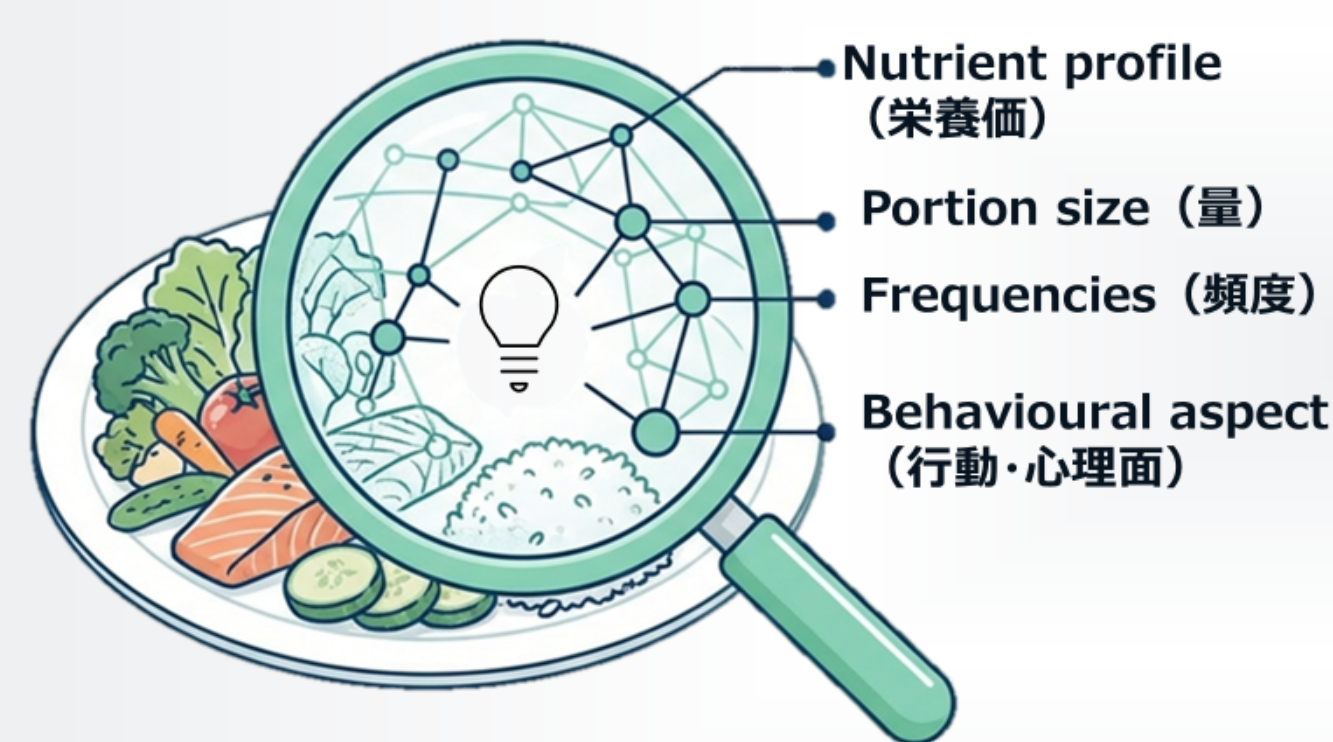 Nutrient profile
（栄養価）
Portion size（量）
Frequencies（頻度）
Behavioural aspect
（行動･心理面）